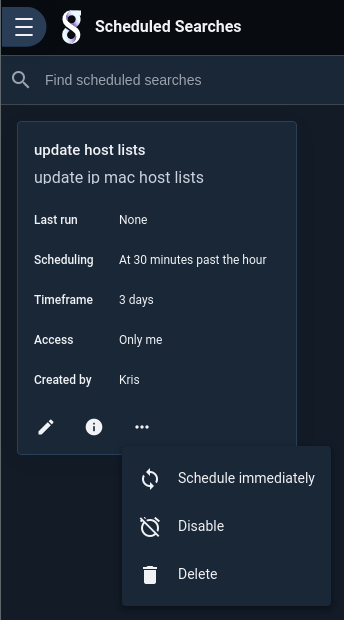 Scheduled Searches
Find scheduled searches
update host lists
update ip mac host lists
Last run None
Scheduling At 30 minutes past the hour
Timeframe 3 days
Access Only me
Created by Kris
Schedule immediately
Disable
Delete